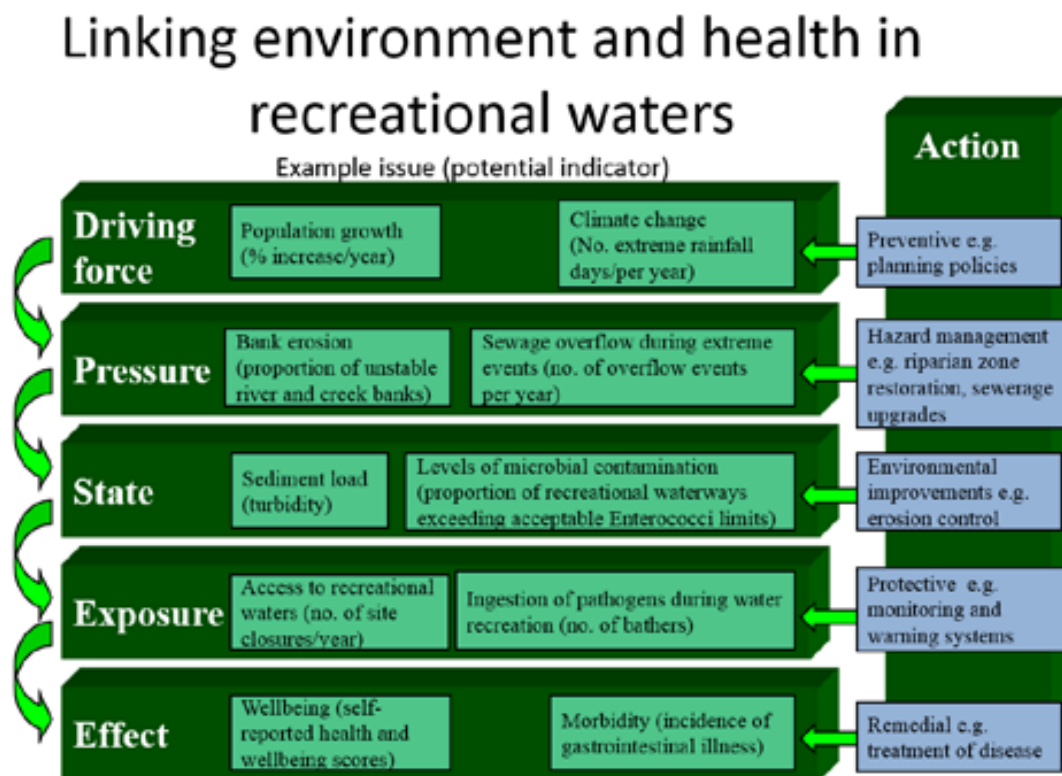 Linking environment and health in
recreational waters
Example issue (potential indicator)
Action
Driving
force
Population growth
(% increase/year)
Climate change
(No. extreme rainfall
days/per year)
Preventive e.g.
planning policies
Pressure
Bank erosion
(proportion of unstable
river and creek banks)
Sewage overflow during extreme
events (no. of overflow events
per year)
Hazard management
e.g. riparian zone
restoration, sewerage
upgrades
State
Sediment load
(turbidity)
Levels of microbial contamination
(proportion of recreational waterways
exceeding acceptable Enterococci limits)
Environmental
improvements e.g.
erosion control
Exposure
Access to recreational
waters (no. of site
closures/year)
Ingestion of pathogens during water
recreation (no. of bathers)
Protective e.g.
monitoring and
warning systems
Effect
Wellbeing (self-
reported health and
wellbeing scores)
Morbidity (incidence of
gastrointestinal illness)
Remedial e.g.
treatment of disease